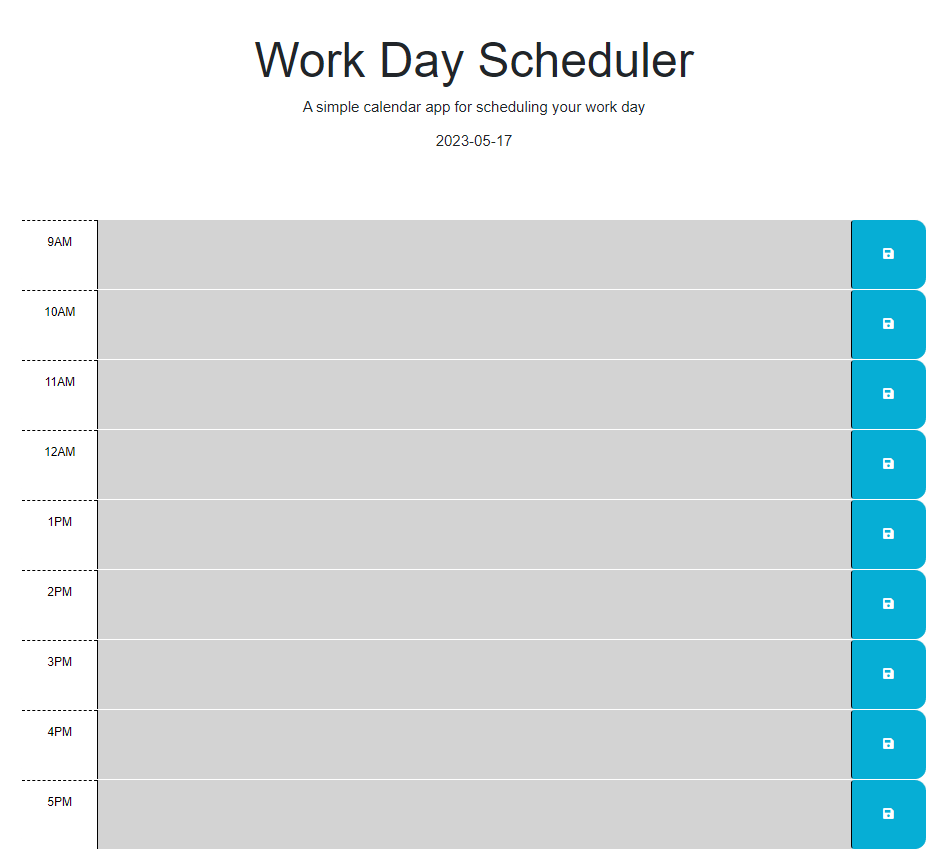 Work Day Scheduler
A simple calendar app for scheduling your work day
2023-05-17
9AM
10AM
11AM
12AM
1PM
2PM
3PM
4PM
5PM